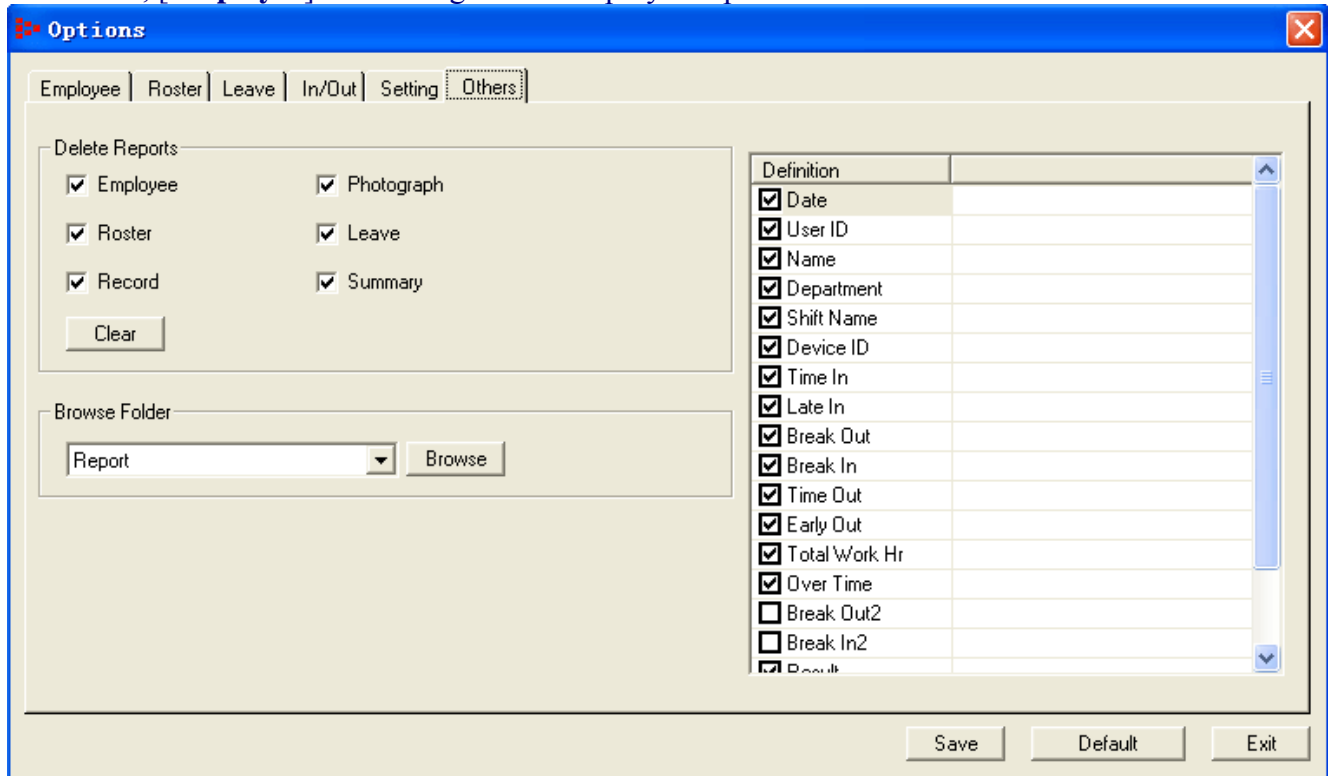 Options
Employee Roster Leave In/Out Setting Others
Delete Reports
Employee Photograph
Roster Leave
Record Summary
Clear
Browse Folder
Report Browse
Definition
Date
User ID
Name
Department
Shift Name
Device ID
Time In
Late In
Break Out
Break In
Time Out
Early Out
Total Work Hr
Over Time
Break Out2
Break In2
Result
Save Default Exit